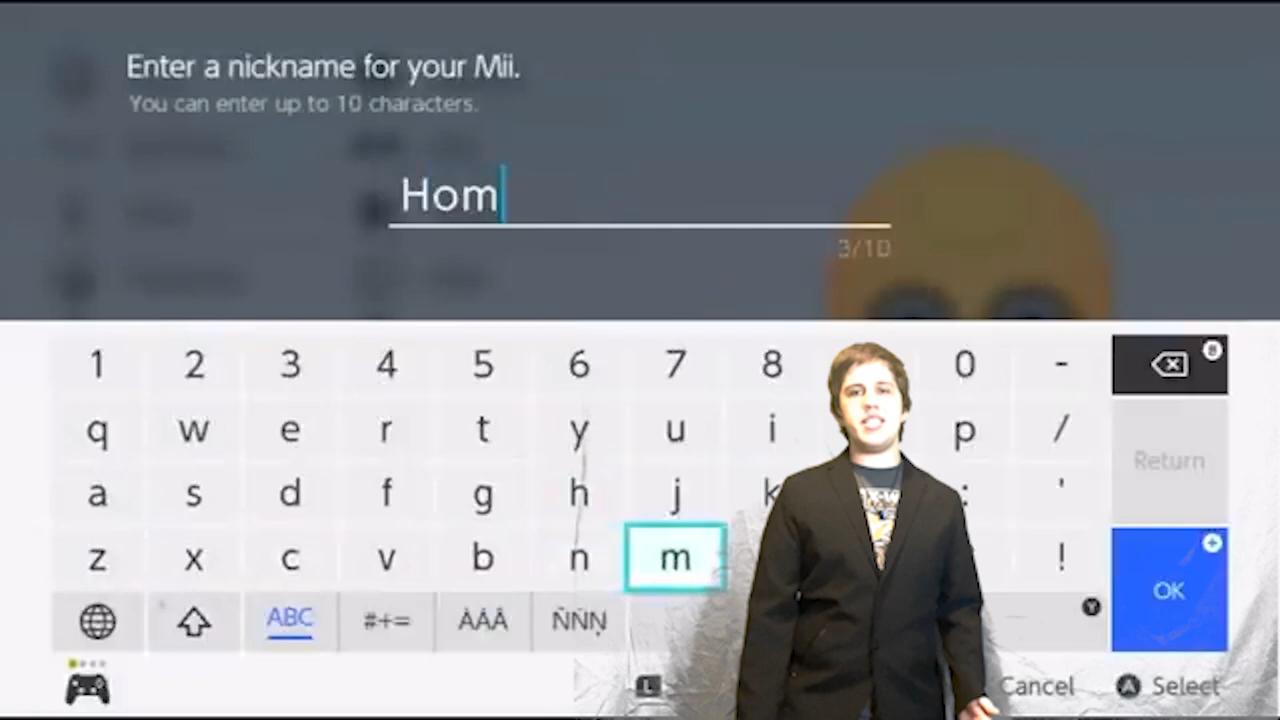 Enter a nickname for your Mii.
You can enter up to 10 characters.
Hom
3/10
1 2 3 4 5 6 7 8 0 -
q w e r t y u i p /
a s d f g h j k : '
Return
z x c v b n m !
OK
ABC #+= ÀÁÂ ÑŃŅ Y
L Cancel A Select